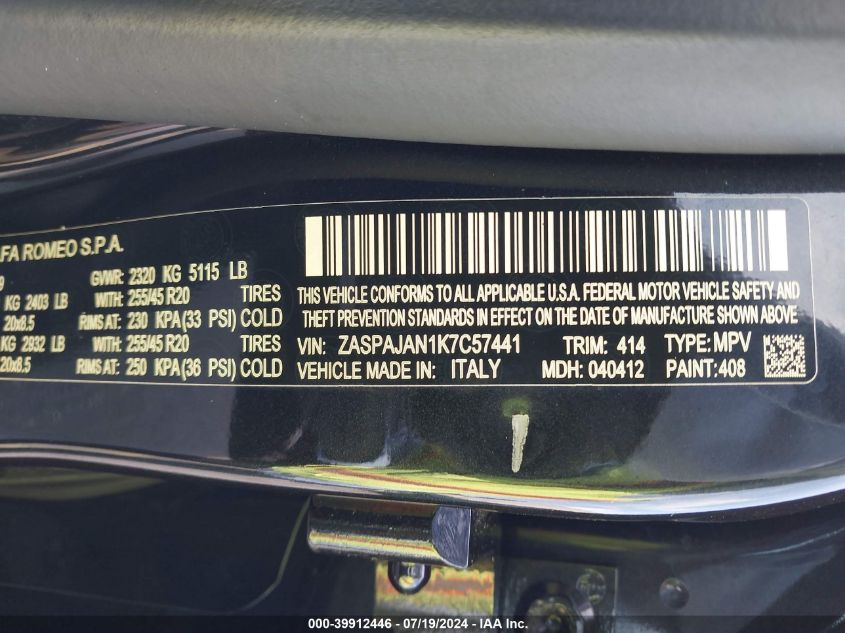 FA ROMEO S.P.A.
9
GVWR: 2320 KG 5115 LB
KG 2403 LB WITH: 255/45 R20 TIRES
20x8.5 RIMS AT: 230 KPA(33 PSI) COLD
KG 2932 LB WITH: 255/45 R20 TIRES
20x8.5 RIMS AT: 250 KPA(36 PSI) COLD
THIS VEHICLE CONFORMS TO ALL APPLICABLE U.S.A. FEDERAL MOTOR VEHICLE SAFETY AND
THEFT PREVENTION STANDARDS IN EFFECT ON THE DATE OF MANUFACTURE SHOWN ABOVE
VIN: ZASPAJAN1K7C57441 TRIM: 414 TYPE: MPV
VEHICLE MADE IN: ITALY MDH: 040412 PAINT: 408
000-39912446 / 07/19/2024 - IAA Inc.